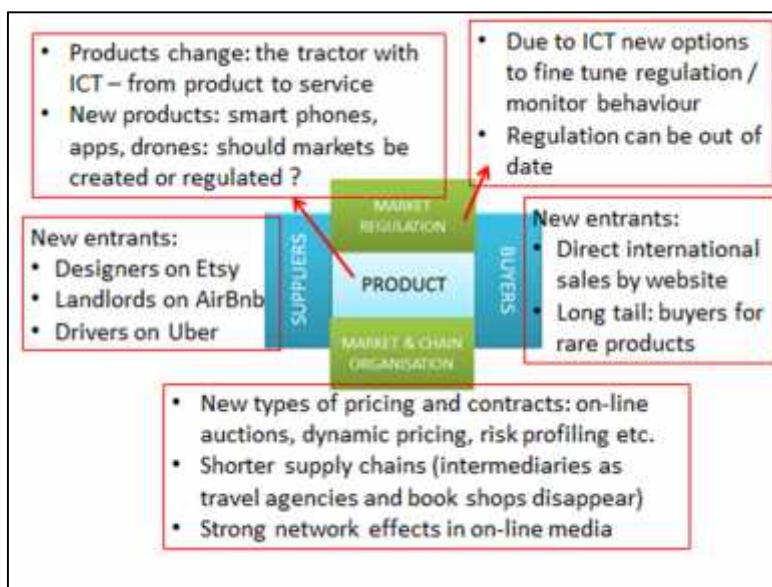 • Products change: the tractor with
ICT – from product to service
• New products: smart phones,
apps, drones: should markets be
created or regulated ?
• Due to ICT new options
to fine tune regulation /
monitor behaviour
• Regulation can be out of
date
New entrants:
• Designers on Etsy
• Landlords on AirBnb
• Drivers on Uber
SUPPLIERS
MARKET
REGULATION
PRODUCT
MARKET & CHAIN
ORGANISATION
BUYERS
New entrants:
• Direct international
sales by website
• Long tail: buyers for
rare products
• New types of pricing and contracts: on-line
auctions, dynamic pricing, risk profiling etc.
• Shorter supply chains (intermediaries as
travel agencies and book shops disappear)
• Strong network effects in on-line media